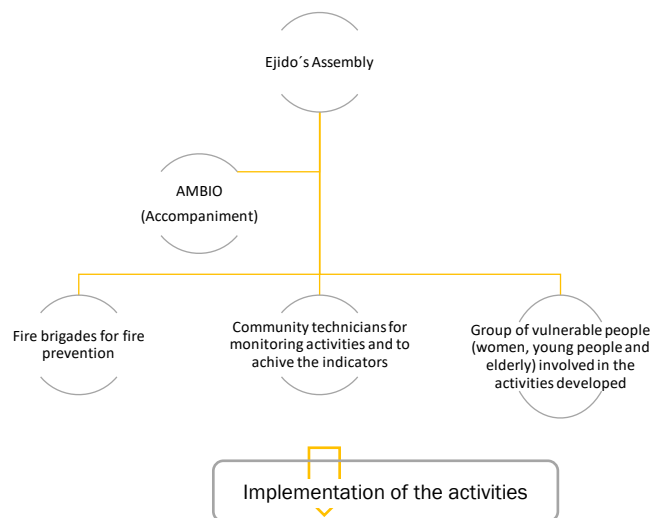 Ejido´s Assembly
AMBIO
(Accompaniment)
Fire brigades for fire
prevention
Community technicians for
monitoring activities and to
achive the indicators
Group of vulnerable people
(women, young people and
elderly) involved in the
activities developed
Implementation of the activities